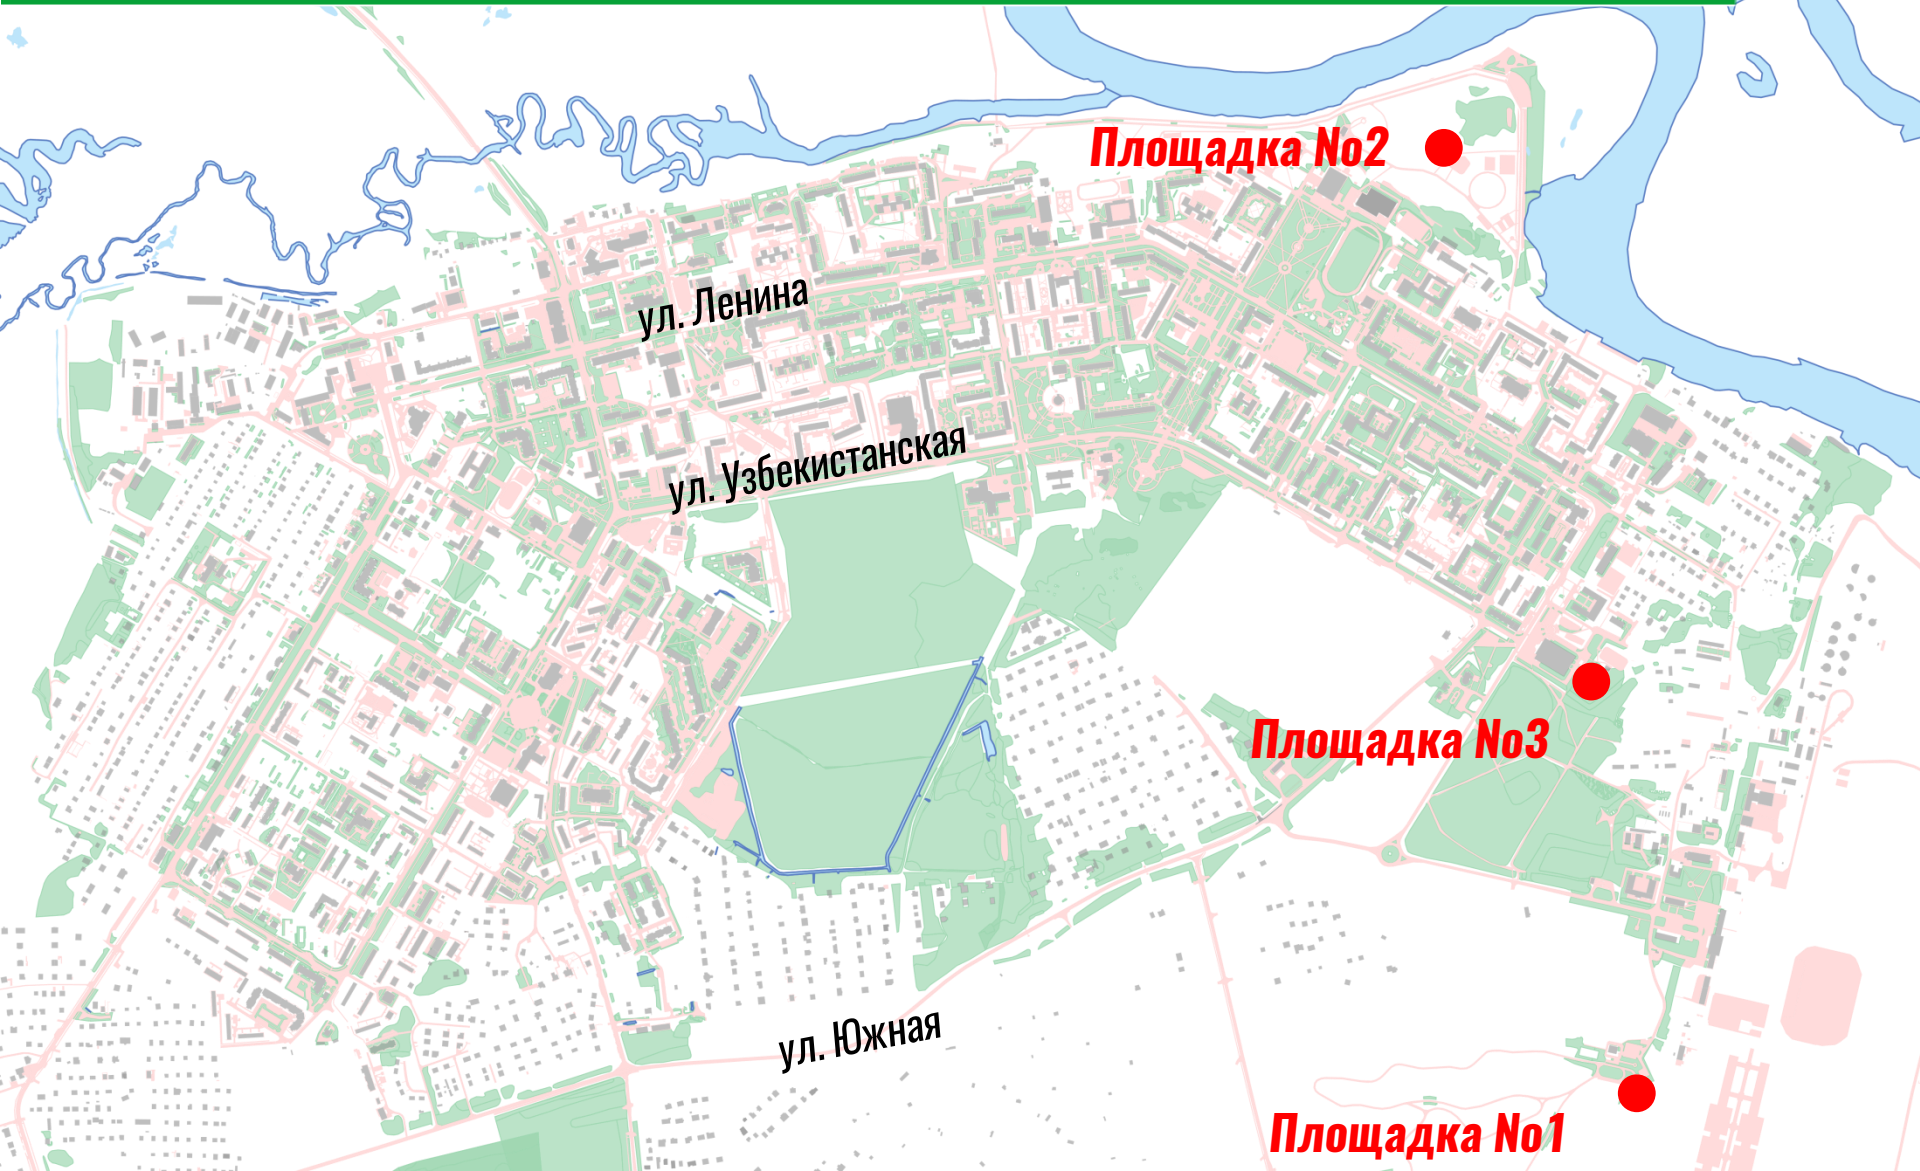 Площадка No2
ул. Ленина
ул. Узбекистанская
Площадка No3
ул. Южная
Площадка No1